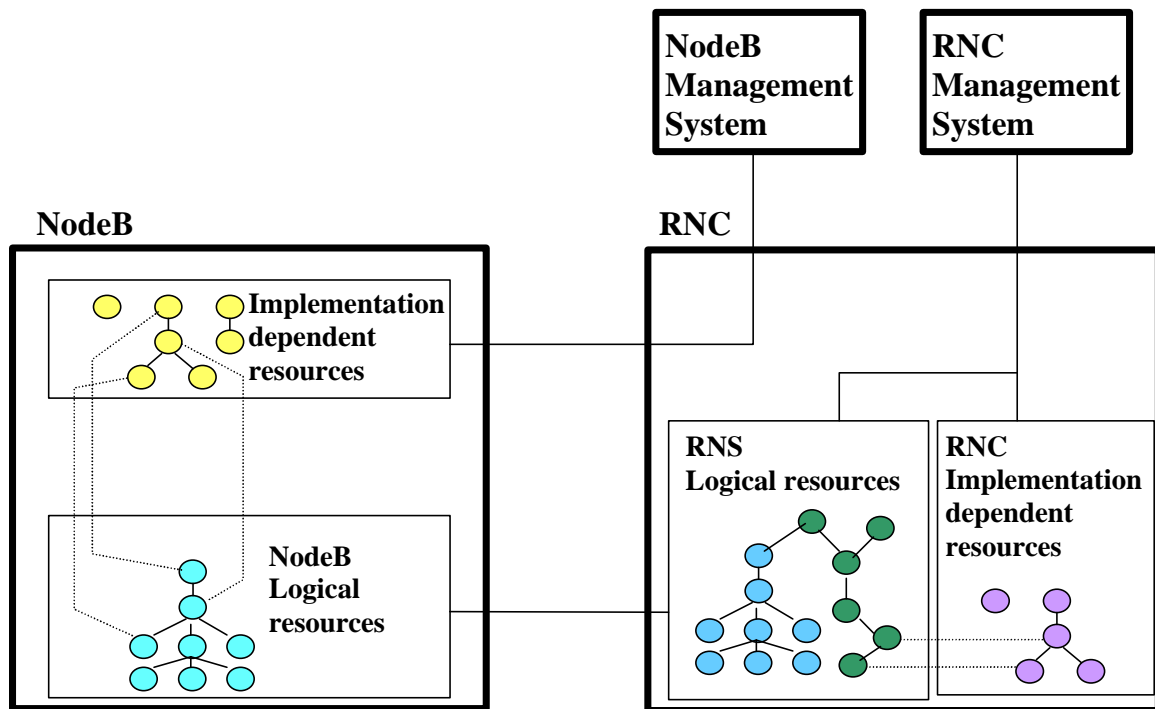 NodeB
Management
System
RNC
Management
System
NodeB
RNC
Implementation
dependent
resources
RNS
Logical resources
RNC
Implementation
dependent
resources
NodeB
Logical
resources